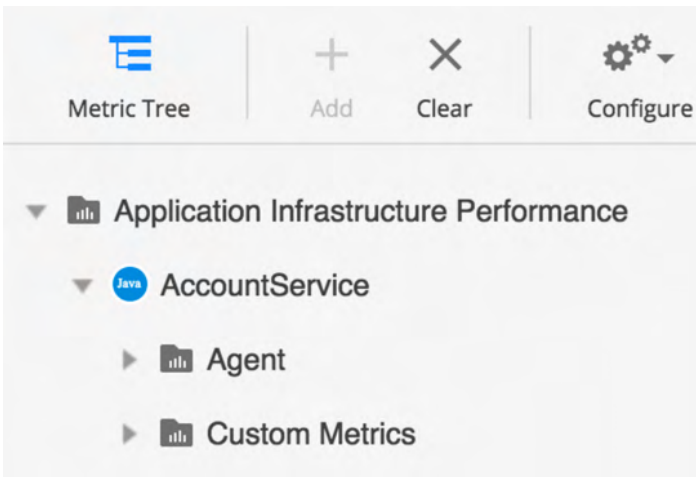 Metric Tree
Add
Clear
Configure
Application Infrastructure Performance
Java
AccountService
Agent
Custom Metrics